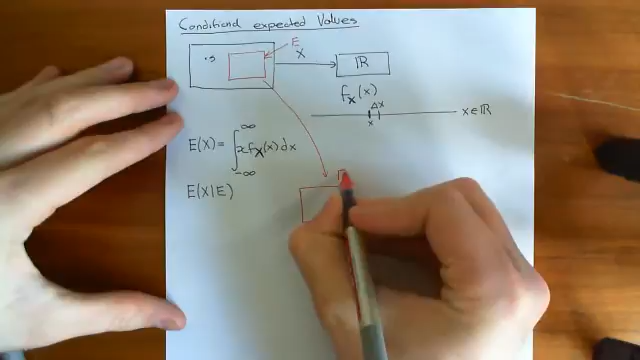 Conditional expected Values
E
X
.s
ℝ
f_X(x)
Δx
x
x∈ℝ
E(X) = ∫_{-∞}^{∞} x f_X(x) dx
E(X|E)